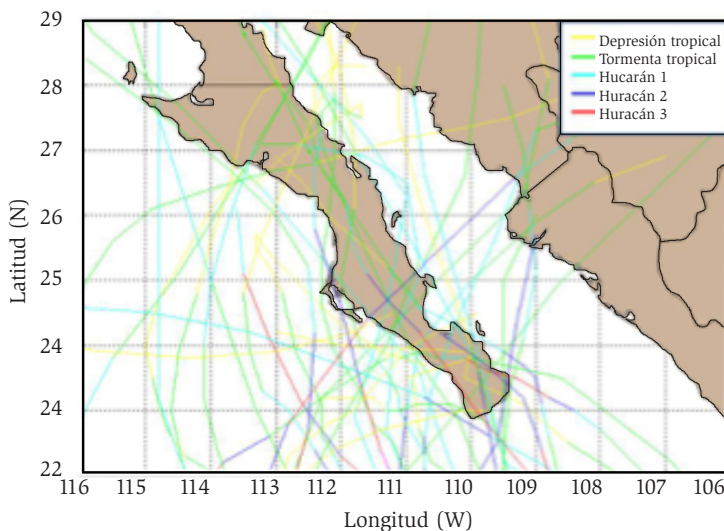 29
28
27
26
25
24
24
22
Latitud (N)
116 115 114 113 112 111 110 109 108 107 106
Longitud (W)
Depresión tropical
Tormenta tropical
Hucarán 1
Huracán 2
Huracán 3